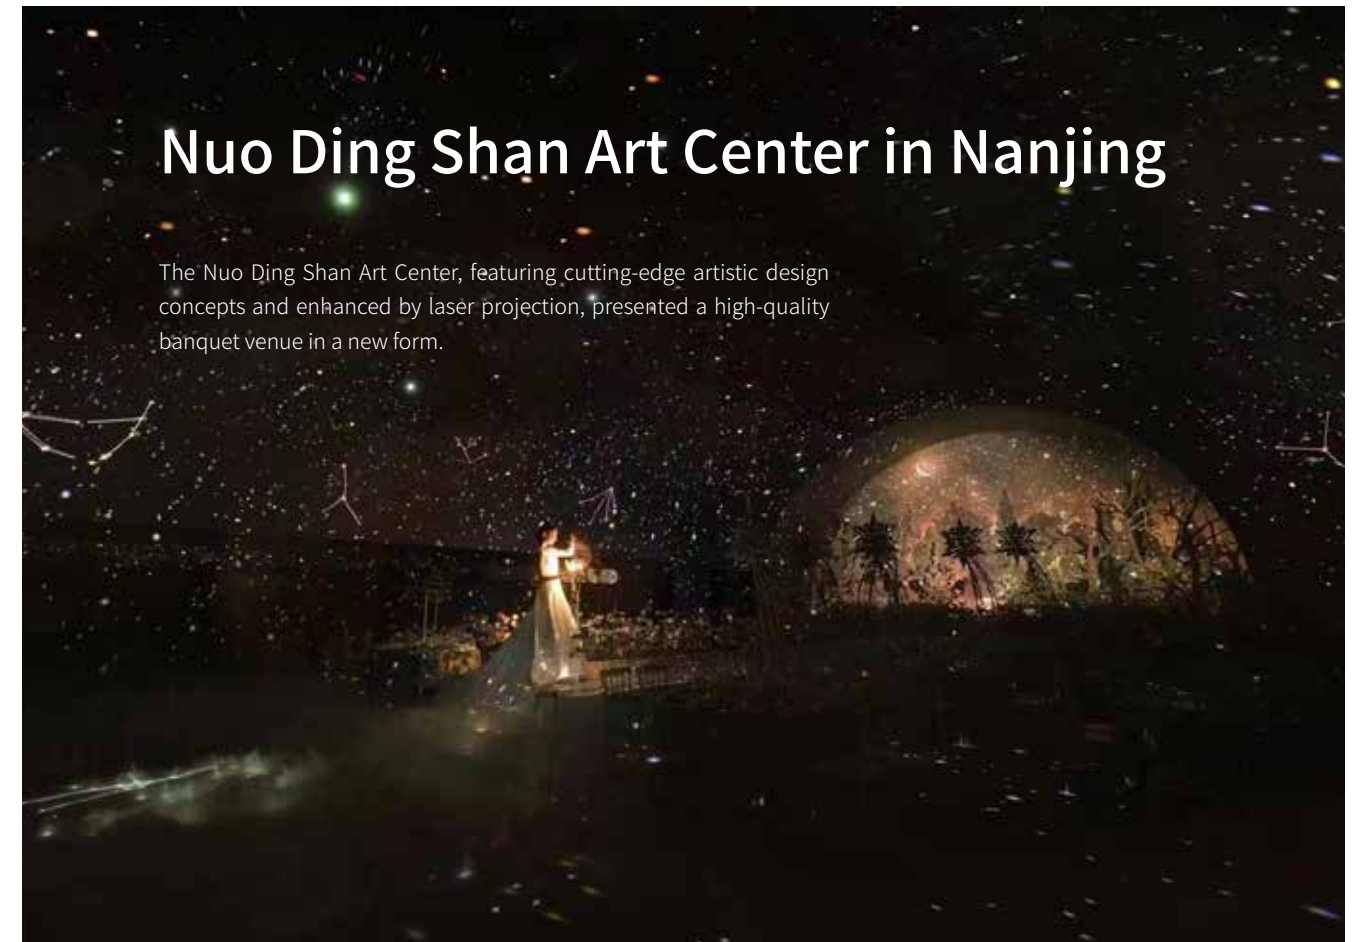 Nuo Ding Shan Art Center in Nanjing
The Nuo Ding Shan Art Center, featuring cutting-edge artistic design
concepts and enhanced by laser projection, presented a high-quality
banquet venue in a new form.